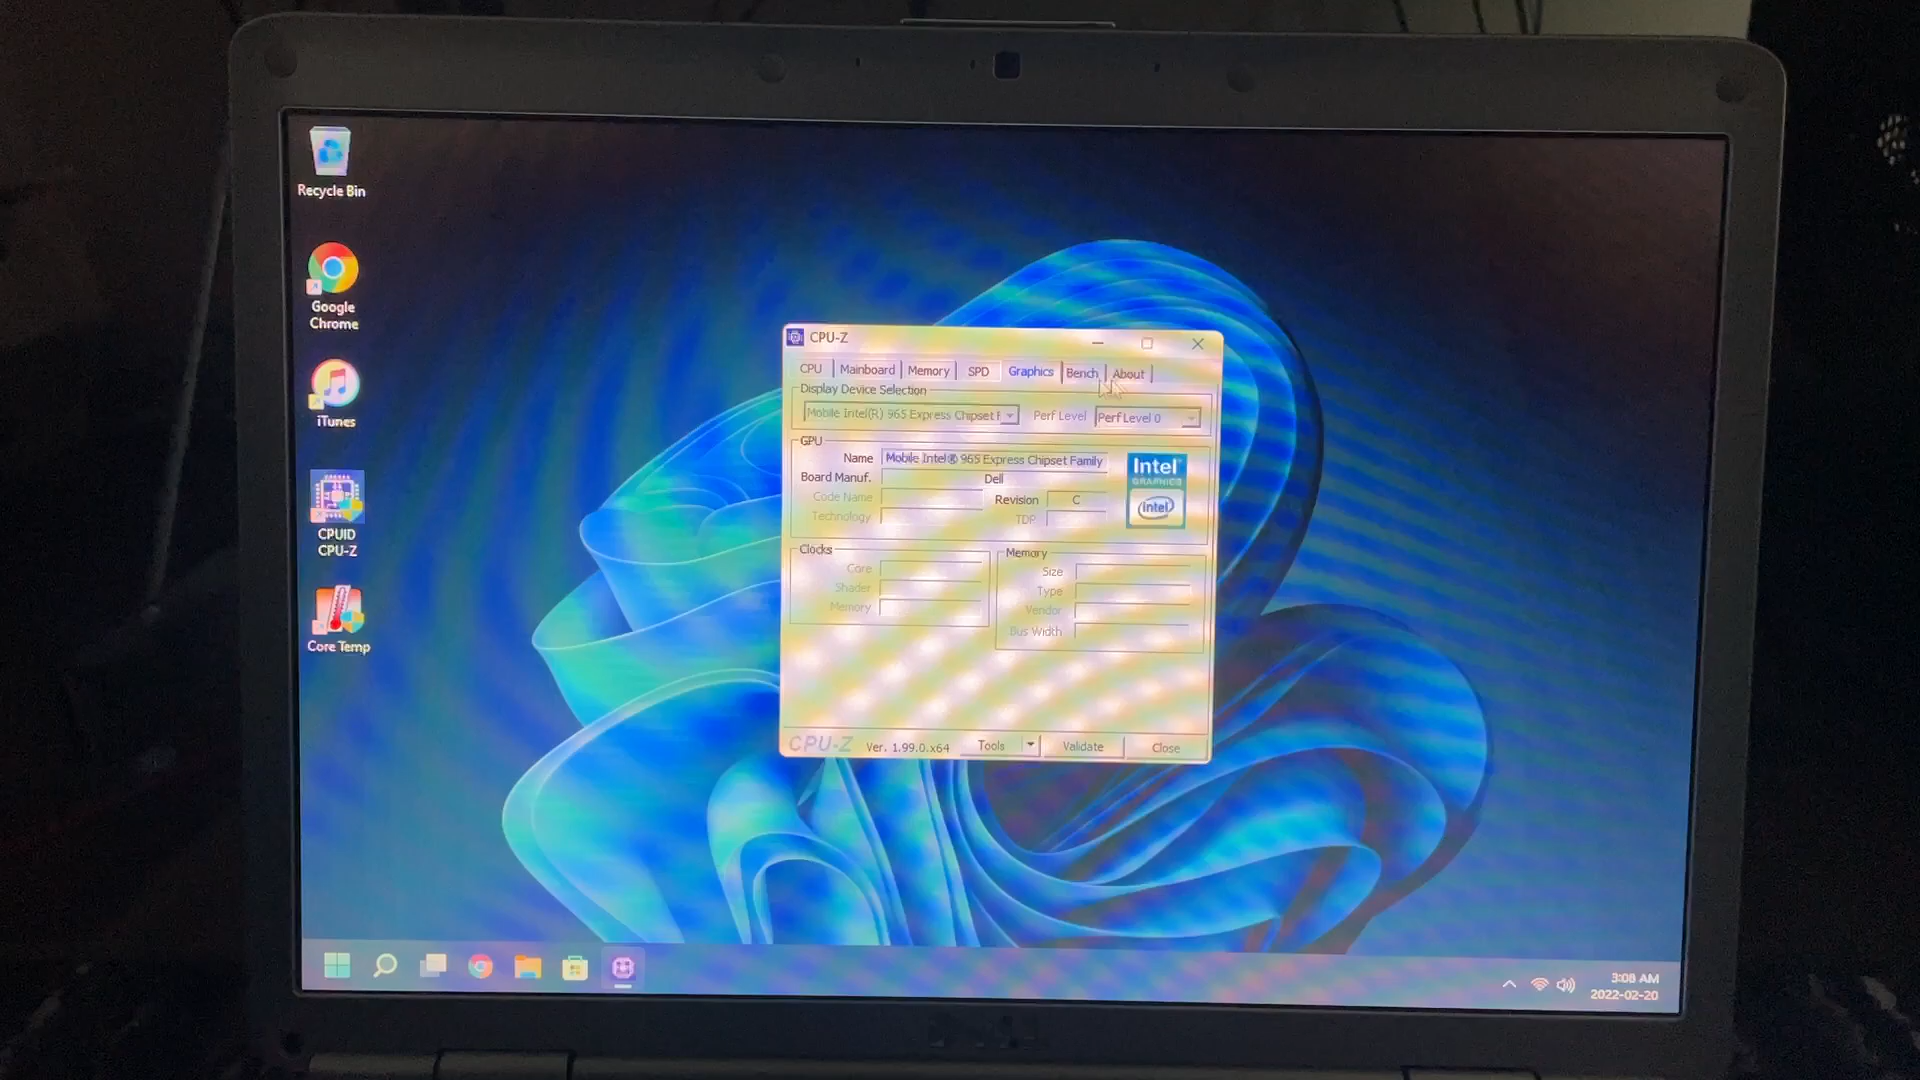 Recycle Bin
Google
Chrome
iTunes
CPUID
CPU-Z
Core Temp
CPU-Z
CPU
Mainboard
Memory
SPD
Graphics
Bench
About
Display Device Selection
Mobile Intel(R) 965 Express Chipset F
Perf Level
Perf Level 0
GPU
Name
Mobile Intel® 965 Express Chipset Family
Board Manuf.
Dell
Code Name
Revision
C
Technology
TDP
Intel
GRAPHICS
intel
Clocks
Core
Shader
Memory
Memory
Size
Type
Vendor
Bus Width
CPU-Z
Ver. 1.99.0.x64
Tools
Validate
Close
3:08 AM
2022-02-20